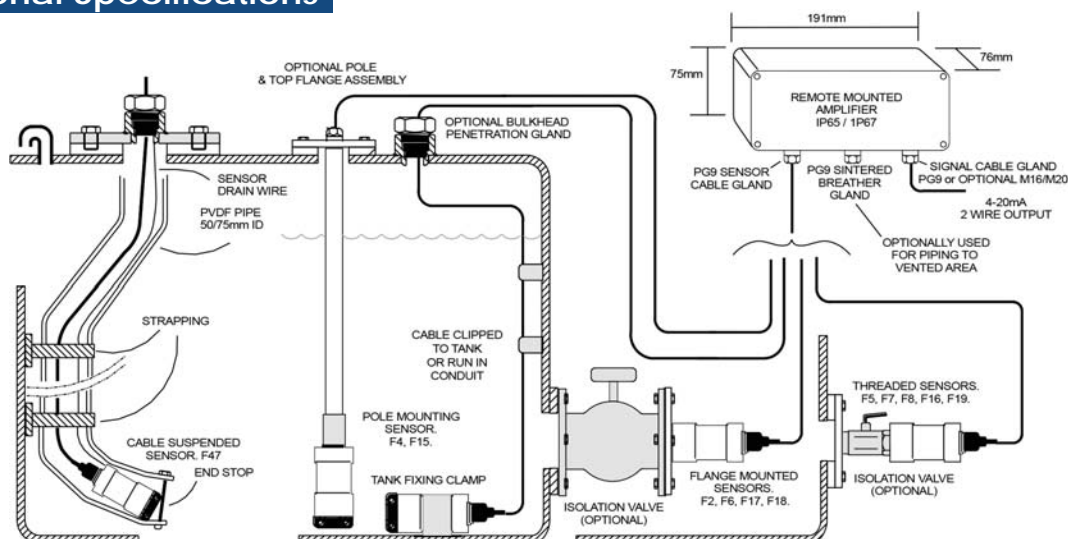 191mm
75mm
76mm
REMOTE MOUNTED
AMPLIFIER
IP65 / 1P67
OPTIONAL POLE
& TOP FLANGE ASSEMBLY
OPTIONAL BULKHEAD
PENETRATION GLAND
PG9 SENSOR
CABLE GLAND
PG9 SINTERED
BREATHER
GLAND
SIGNAL CABLE GLAND
PG9 or OPTIONAL M16/M20
4-20mA
2 WIRE OUTPUT
OPTIONALLY USED
FOR PIPING TO
VENTED AREA
SENSOR
DRAIN WIRE
PVDF PIPE
50/75mm ID
STRAPPING
CABLE SUSPENDED
SENSOR. F47
END STOP
CABLE CLIPPED
TO TANK
OR RUN IN
CONDUIT
POLE MOUNTING
SENSOR.
F4, F15.
TANK FIXING CLAMP
ISOLATION VALVE
(OPTIONAL)
FLANGE MOUNTED
SENSORS.
F2, F6, F17, F18.
THREADED SENSORS.
F5, F7, F8, F16, F19.
ISOLATION VALVE
(OPTIONAL)